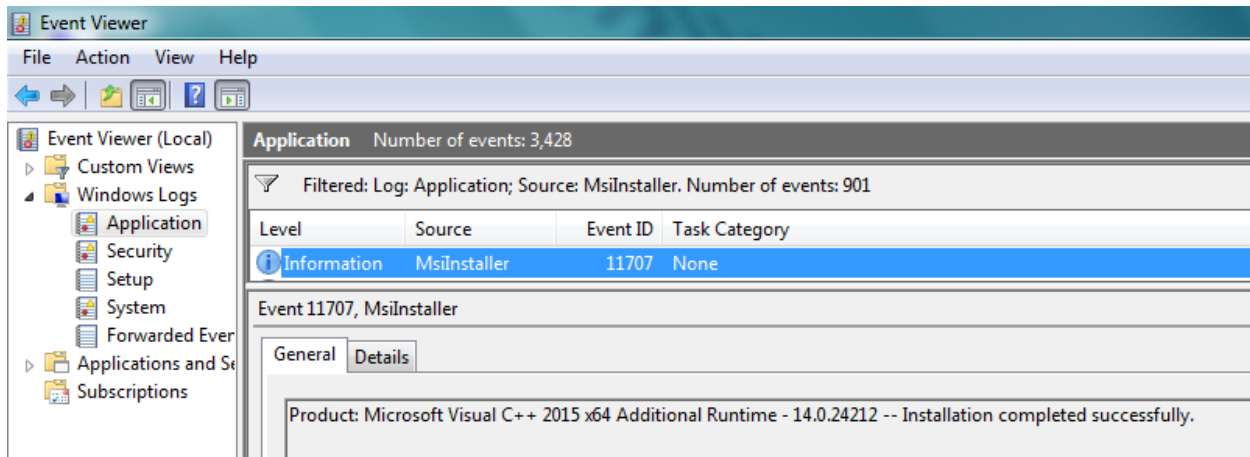 Event Viewer
File Action View Help
Event Viewer (Local)
Custom Views
Windows Logs
Application
Security
Setup
System
Forwarded Ever
Applications and Se
Subscriptions
Application Number of events: 3,428
Filtered: Log: Application; Source: MsiInstaller. Number of events: 901
Level Source Event ID Task Category
Information MsiInstaller 11707 None
Event 11707, MsiInstaller
General Details
Product: Microsoft Visual C++ 2015 x64 Additional Runtime - 14.0.24212 -- Installation completed successfully.